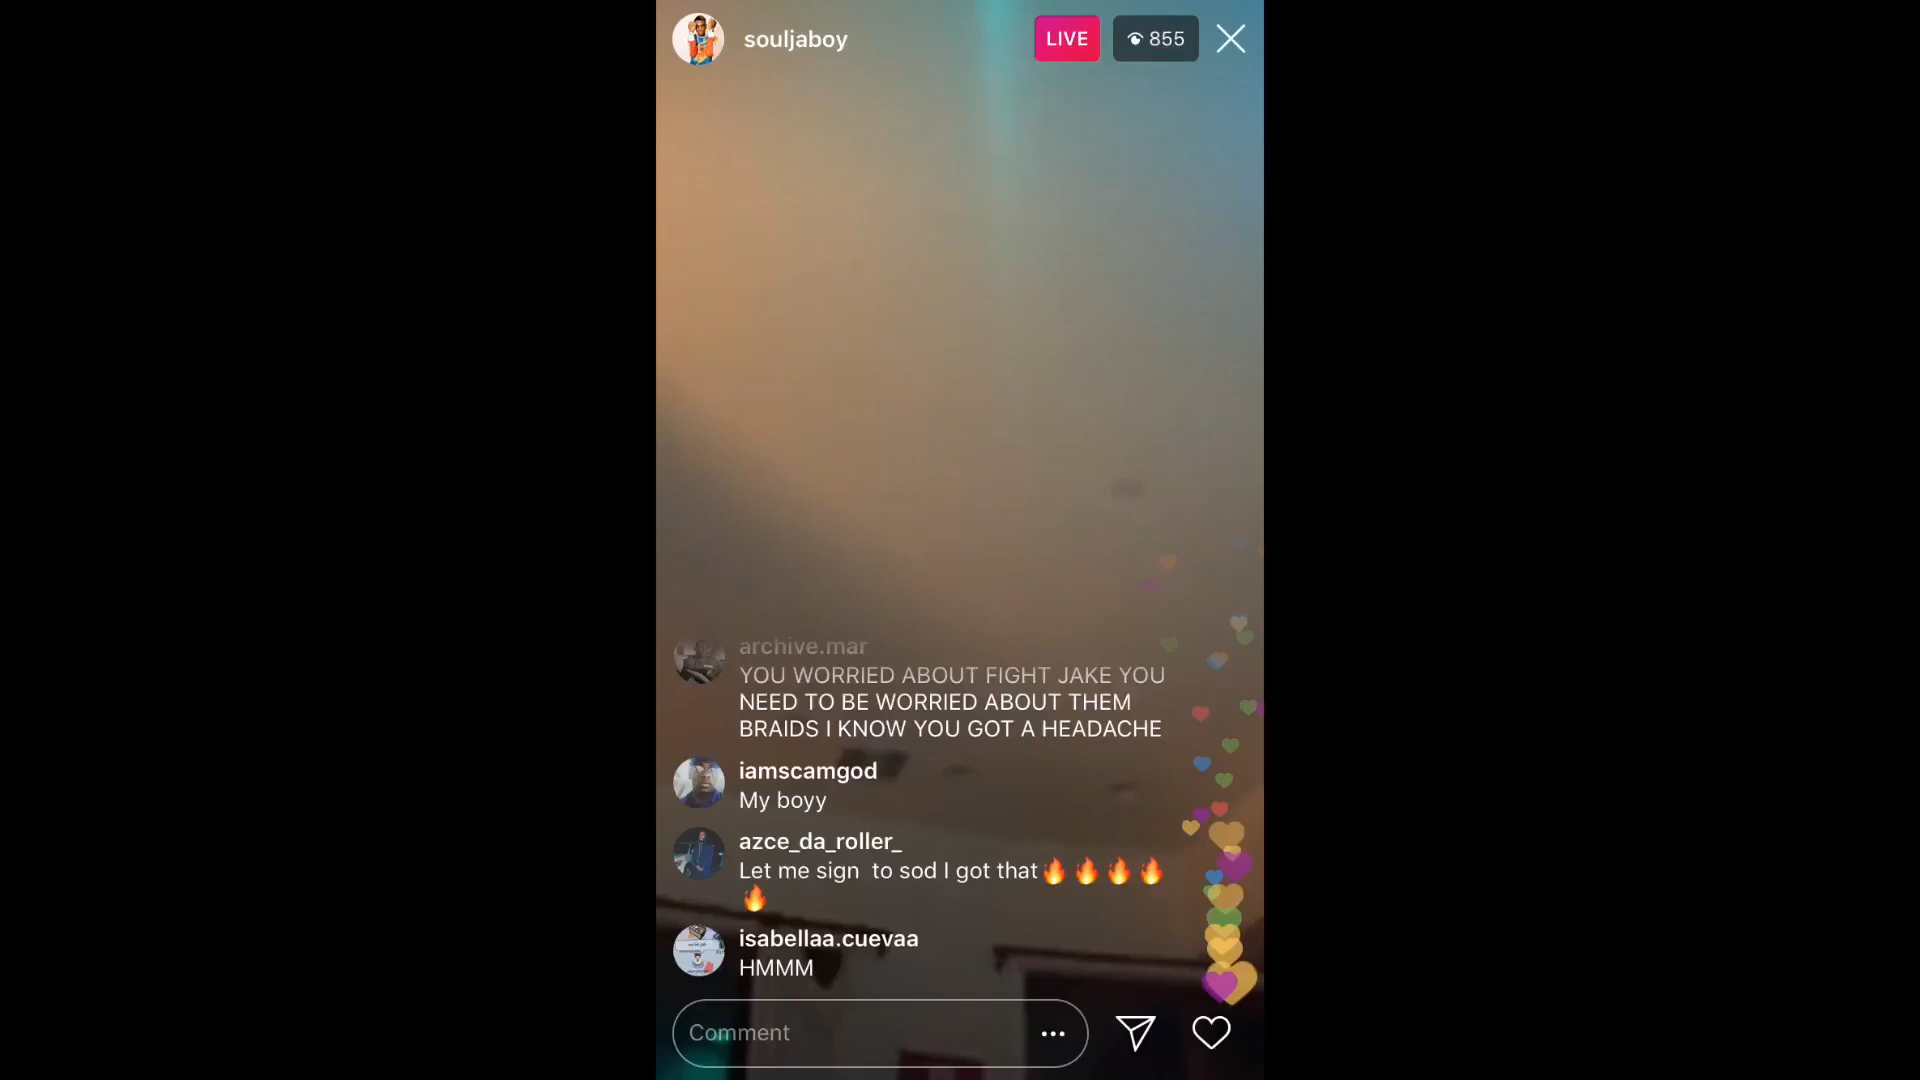 souljaboy
LIVE
855
archive.mar
YOU WORRIED ABOUT FIGHT JAKE YOU
NEED TO BE WORRIED ABOUT THEM
BRAIDS I KNOW YOU GOT A HEADACHE
iamscamgod
My boyy
azce_da_roller_
Let me sign  to sod I got that🔥🔥🔥🔥
🔥
isabellaa.cuevaa
HMMM
Comment